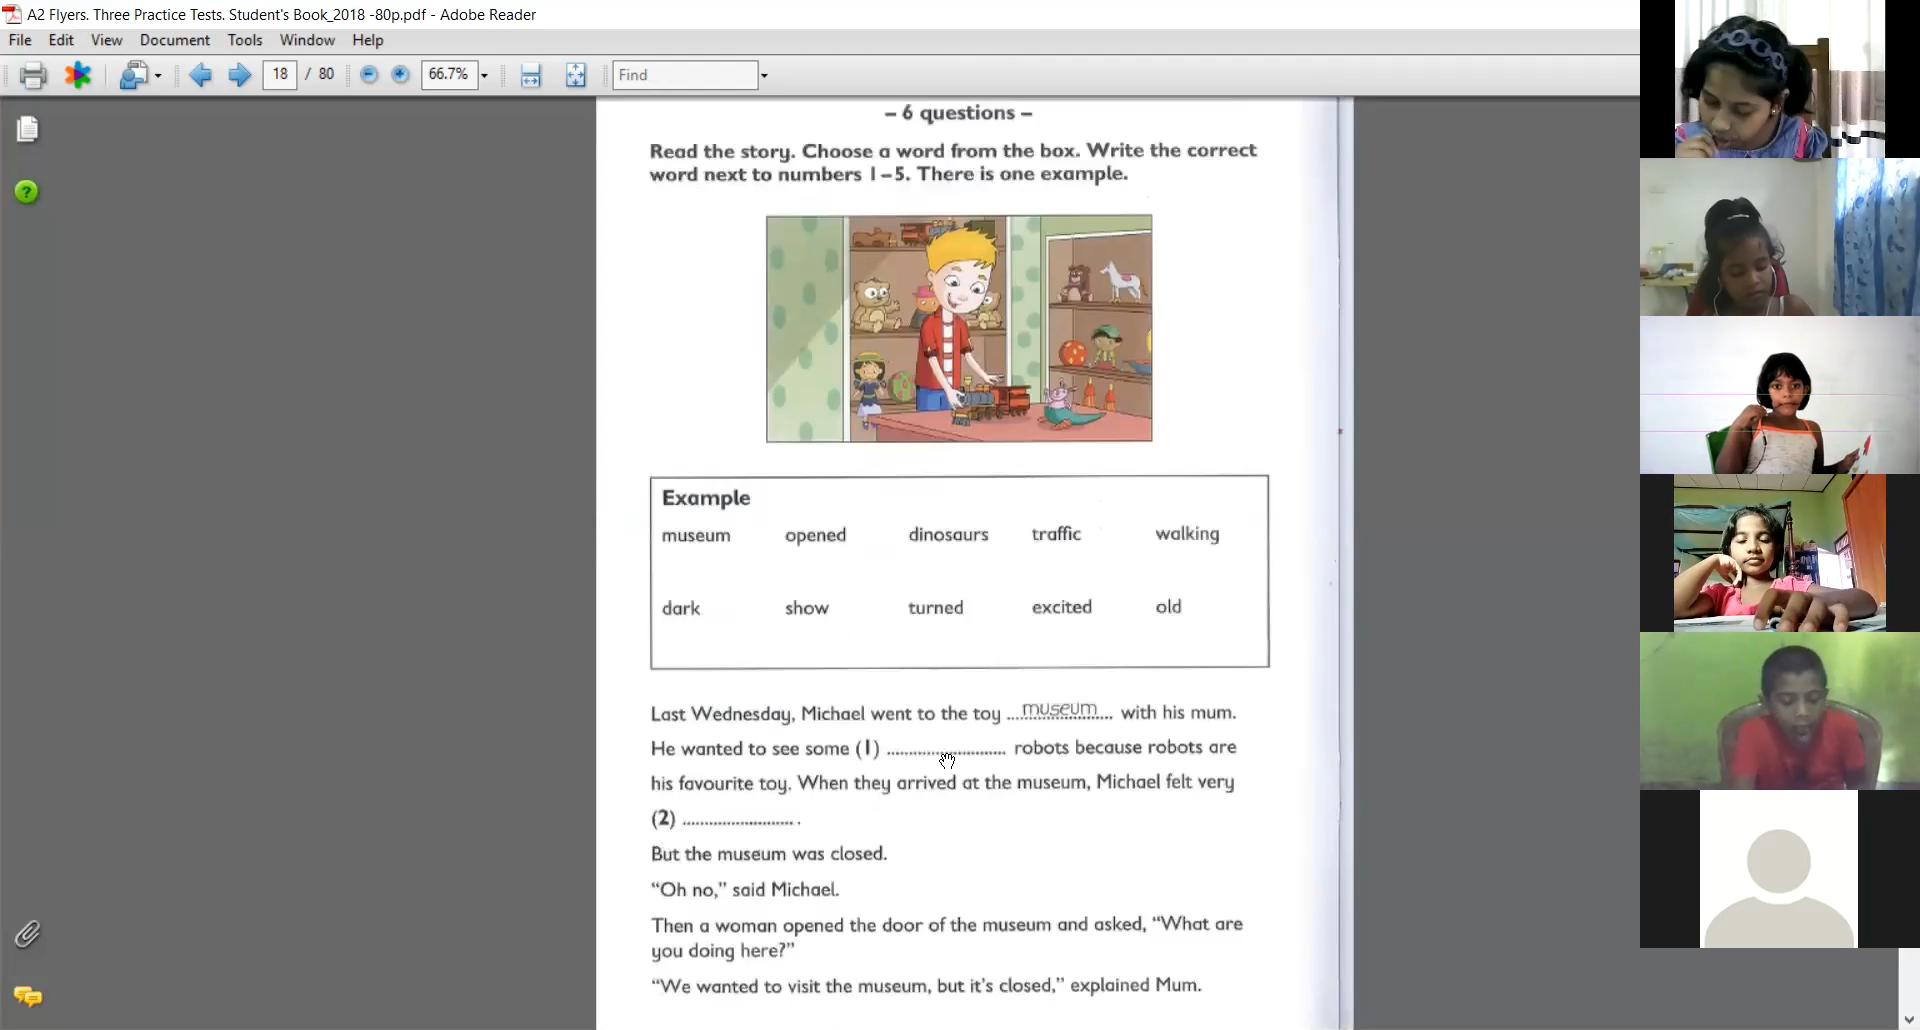 A2 Flyers. Three Practice Tests. Student's Book_2018 -80p.pdf - Adobe Reader
File Edit View Document Tools Window Help
18 / 80 66.7% Find
– 6 questions –
Read the story. Choose a word from the box. Write the correct
word next to numbers 1–5. There is one example.
Example
museum opened dinosaurs traffic walking
dark show turned excited old
Last Wednesday, Michael went to the toy ....museum.... with his mum.
He wanted to see some (1) .......................... robots because robots are
his favourite toy. When they arrived at the museum, Michael felt very
(2) ......................... .
But the museum was closed.
“Oh no,” said Michael.
Then a woman opened the door of the museum and asked, “What are
you doing here?”
“We wanted to visit the museum, but it’s closed,” explained Mum.